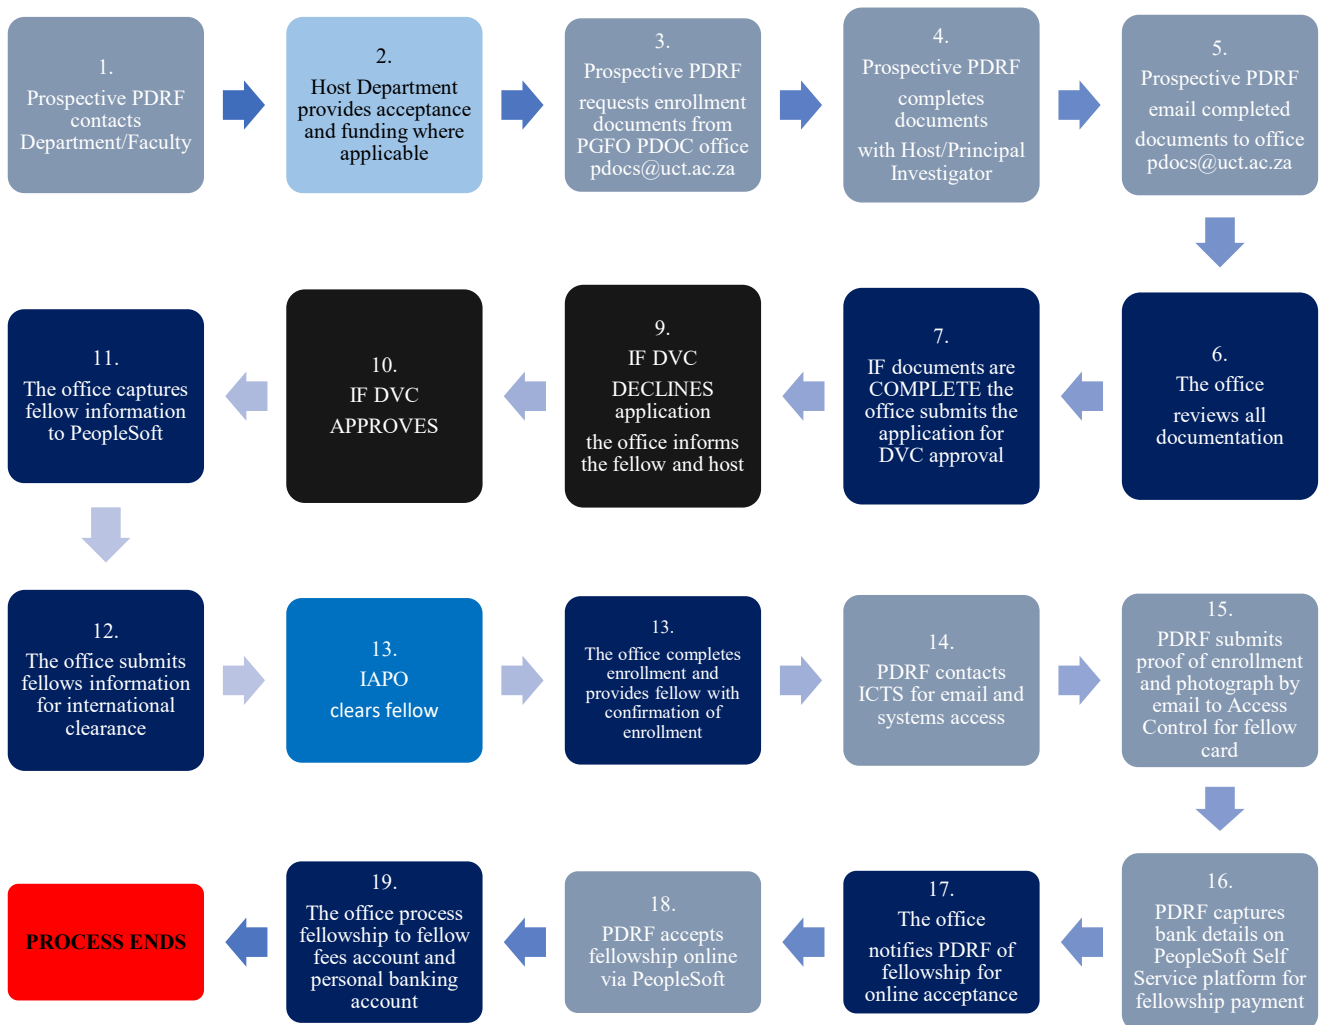 1.
Prospective PDRF
contacts
Department/Faculty
2.
Host Department
provides acceptance
and funding where
applicable
3.
Prospective PDRF
requests enrollment
documents from
PGFO PDOC office
pdocs@uct.ac.za
4.
Prospective PDRF
completes
documents
with Host/Principal
Investigator
5.
Prospective PDRF
email completed
documents to office
pdocs@uct.ac.za
6.
The office
reviews all
documentation
7.
IF documents are
COMPLETE the
office submits the
application for
DVC approval
9.
IF DVC
DECLINES
application
the office informs
the fellow and host
10.
IF DVC
APPROVES
11.
The office captures
fellow information
to PeopleSoft
12.
The office submits
fellows information
for international
clearance
13.
IAPO
clears fellow
13.
The office completes
enrollment and
provides fellow with
confirmation of
enrollment
14.
PDRF contacts
ICTS for email and
systems access
15.
PDRF submits
proof of enrollment
and photograph by
email to Access
Control for fellow
card
16.
PDRF captures
bank details on
PeopleSoft Self
Service platform for
fellowship payment
17.
The office
notifies PDRF of
fellowship for
online acceptance
18.
PDRF accepts
fellowship online
via PeopleSoft
19.
The office process
fellowship to fellow
fees account and
personal banking
account
PROCESS ENDS